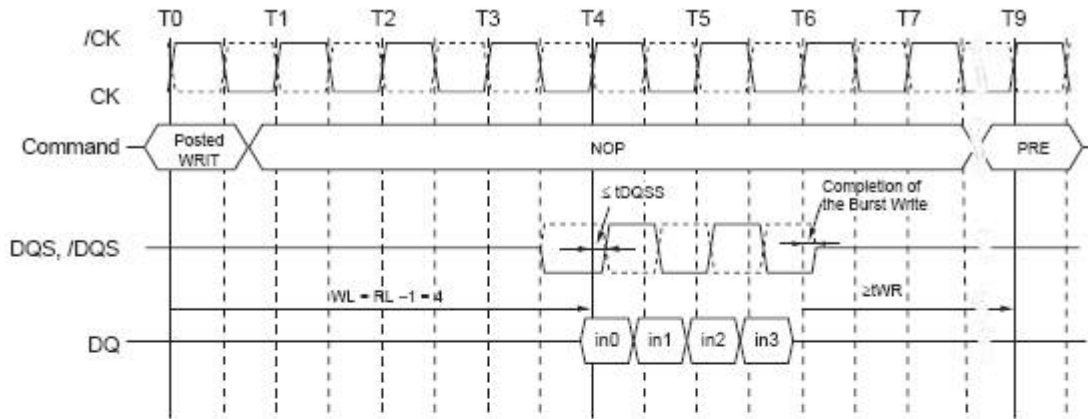 T0 T1 T2 T3 T4 T5 T6 T7 T9
/CK
CK
Command
Posted
WRIT
NOP
PRE
≤ tDQSS
Completion of
the Burst Write
DQS, /DQS
WL = RL –1 = 4
≥tWR
DQ
in0 in1 in2 in3